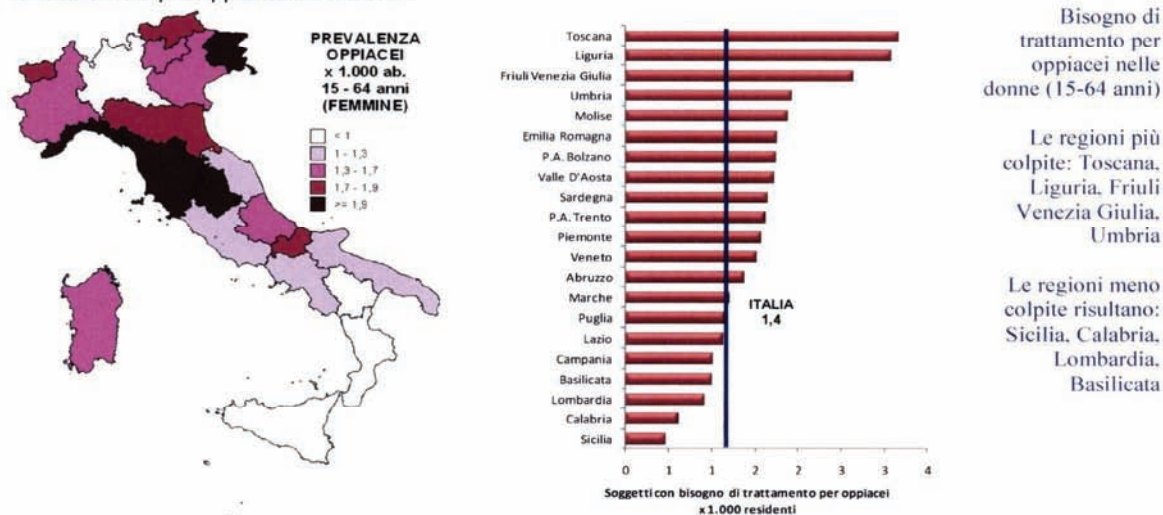 PREVALENZA
OPPIACEI
x 1.000 ab.
15 - 64 anni
(FEMMINE)
< 1
1 - 1,3
1,3 - 1,7
1,7 - 1,9
>= 1,9
Toscana
Liguria
Friuli Venezia Giulia
Umbria
Molise
Emilia Romagna
P.A. Bolzano
Valle D'Aosta
Sardegna
P.A. Trento
Piemonte
Veneto
Abruzzo
Marche
Puglia
Lazio
Campania
Basilicata
Lombardia
Calabria
Sicilia
ITALIA
1,4
0 1 1 2 2 3 3 4
Soggetti con bisogno di trattamento per oppiacei
x 1.000 residenti
Bisogno di
trattamento per
oppiacei nelle
donne (15-64 anni)
Le regioni più
colpite: Toscana,
Liguria, Friuli
Venezia Giulia,
Umbria
Le regioni meno
colpite risultano:
Sicilia, Calabria,
Lombardia,
Basilicata